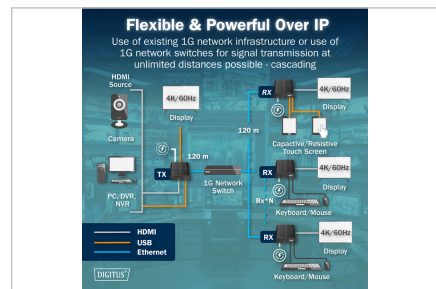 Flexible & Powerful Over IP
Use of existing 1G network infrastructure or use of
1G network switches for signal transmission at
unlimited distances possible - cascading
HDMI
Source
Camera
PC, DVR,
NVR
4K/60Hz
Display
TX
120 m
1G Network
Switch
120 m
RX
4K/60Hz
Display
Capactive/Resistive
Touch Screen
RX
4K/60Hz
Display
Keyboard/Mouse
Rx*N
RX
4K/60Hz
Display
Keyboard/Mouse
HDMI
USB
Ethernet
DIGITUS